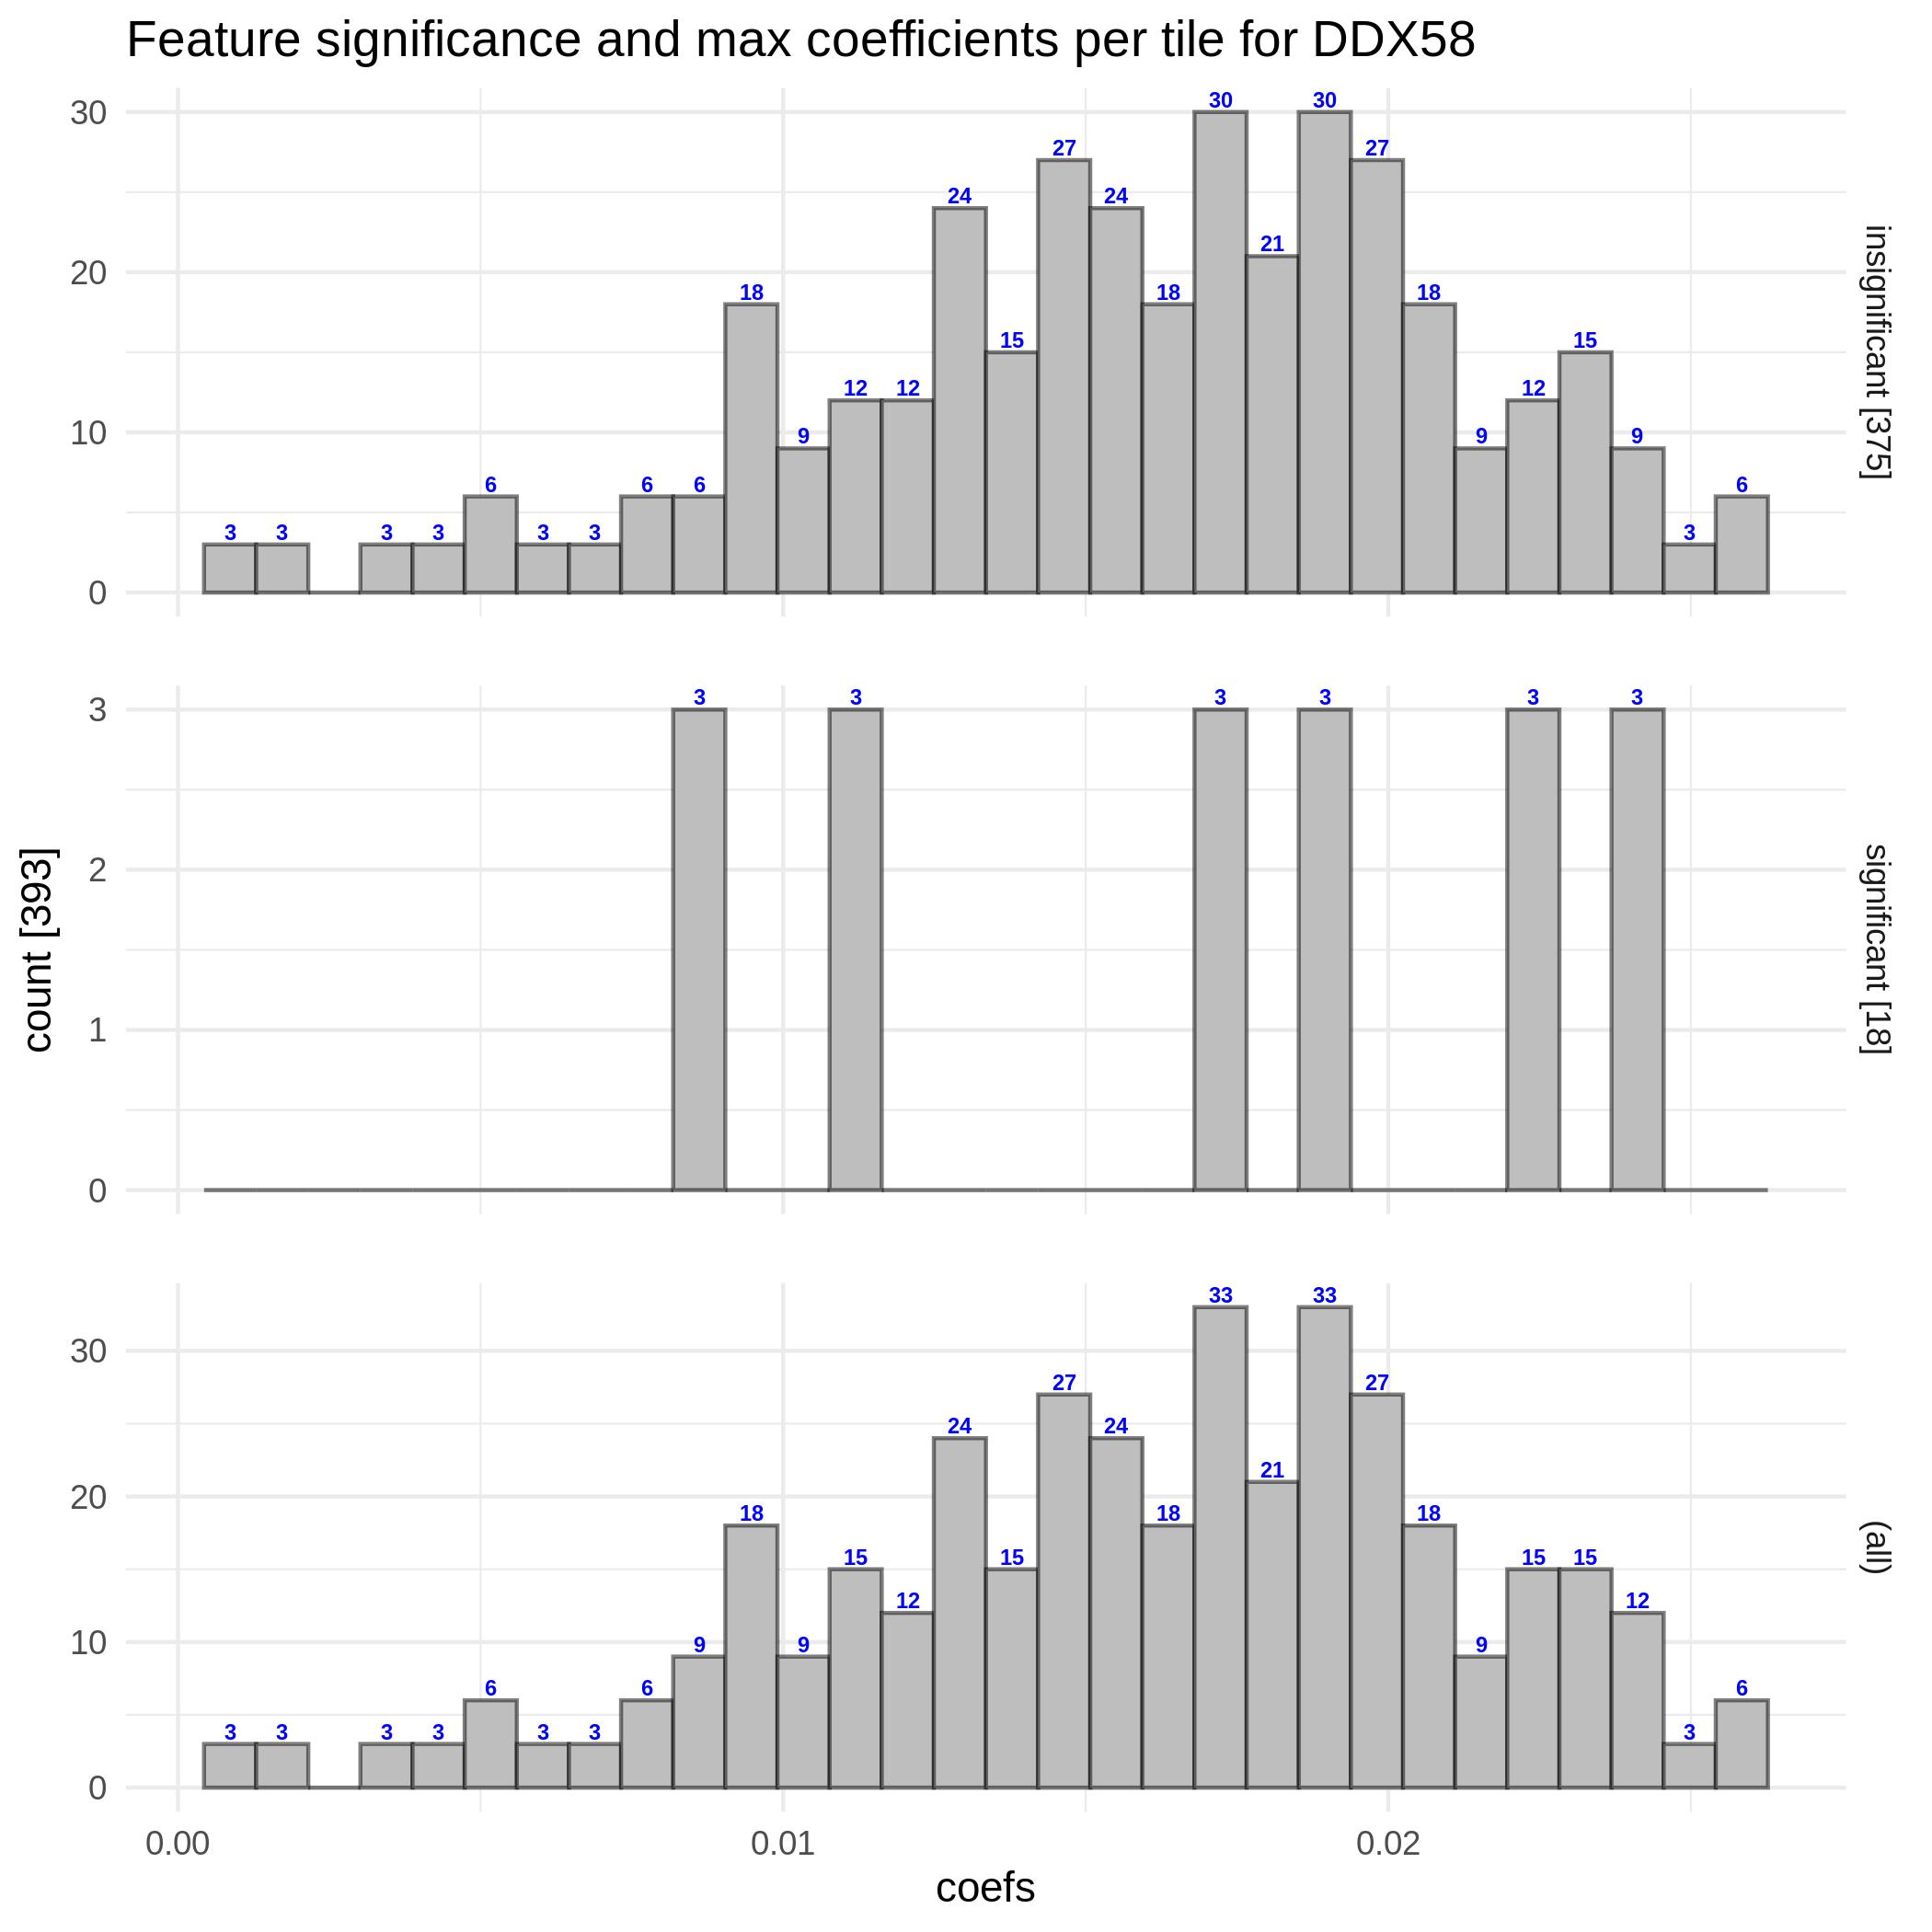 Feature significance and max coefficients per tile for DDX58
30
20
10
0
3 3 3 3 6 3 3 6 6 18 9 12 12 24 15 27 24 18 30 21 30 27 18 9 12 15 9 3 6
insignificant [375]
3
2
1
0
3 3 3 3 3 3
significant [18]
count [393]
30
20
10
0
3 3 3 3 6 3 3 6 9 18 9 15 12 24 15 27 24 18 33 21 33 27 18 9 15 15 12 3 6
(all)
0.00 0.01 0.02
coefs